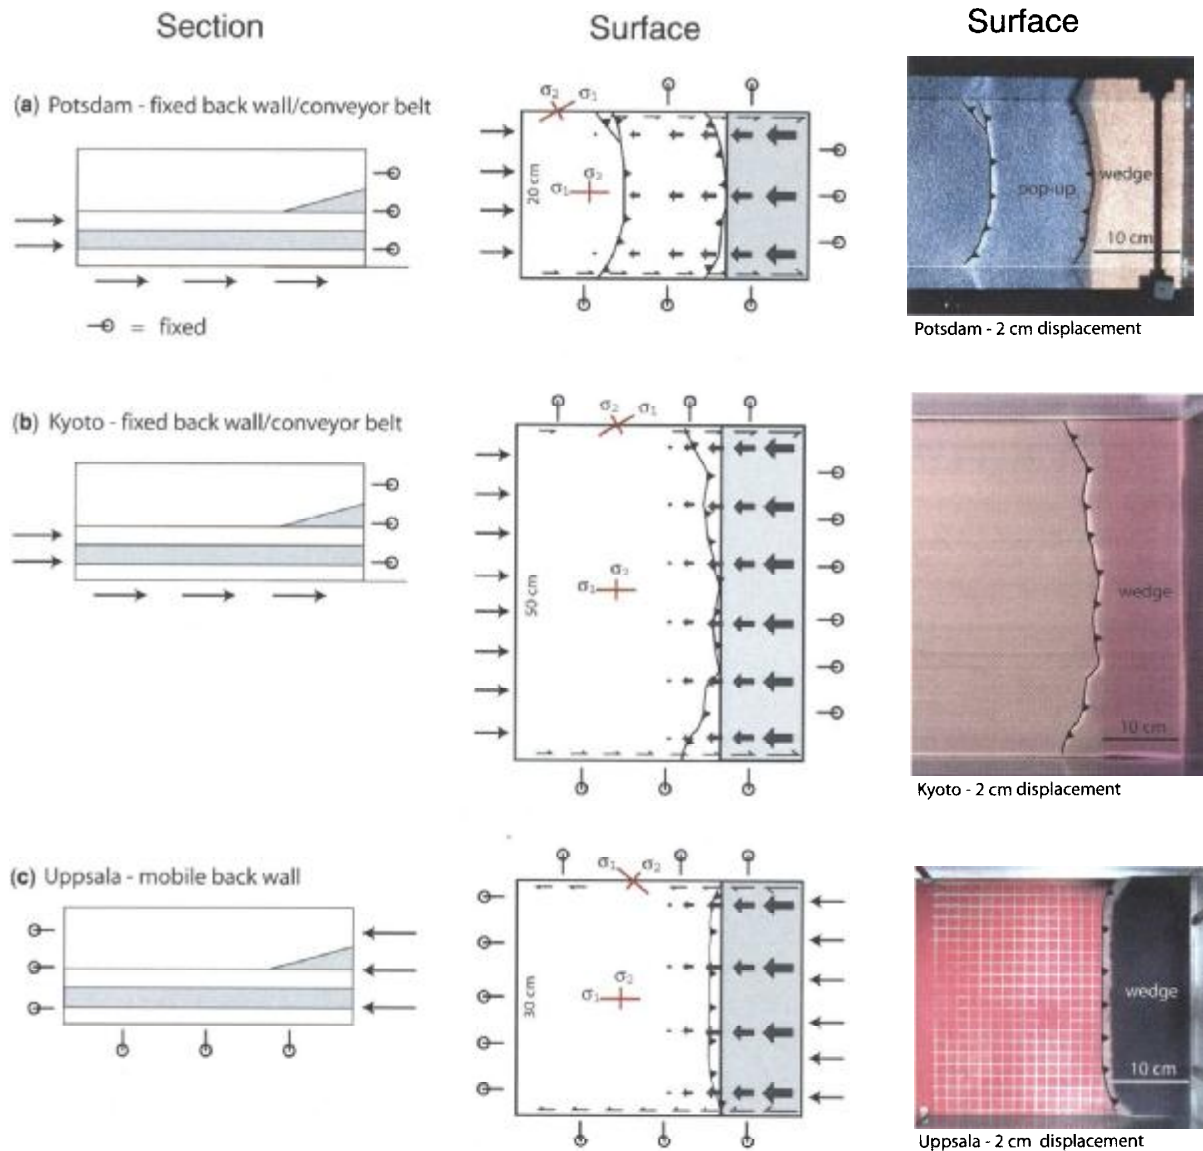 Section
Surface
Surface
(a) Potsdam - fixed back wall/conveyor belt
= fixed
σ2
σ1
20 cm
σ1
σ2
pop-up
wedge
10 cm
Potsdam - 2 cm displacement
(b) Kyoto - fixed back wall/conveyor belt
σ2
σ1
50 cm
σ1
σ2
wedge
10 cm
Kyoto - 2 cm displacement
(c) Uppsala - mobile back wall
σ1
σ2
30 cm
σ1
σ2
wedge
10 cm
Uppsala - 2 cm displacement